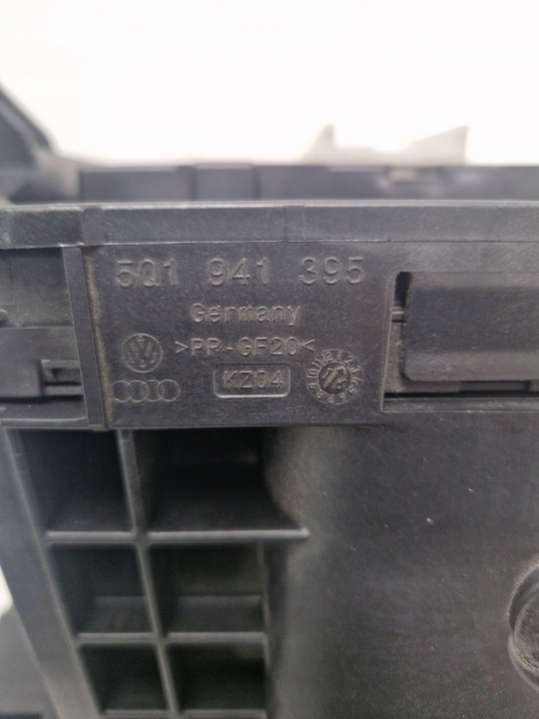 5Q1 941 395
Germany
>PP-GF20<
KZ04